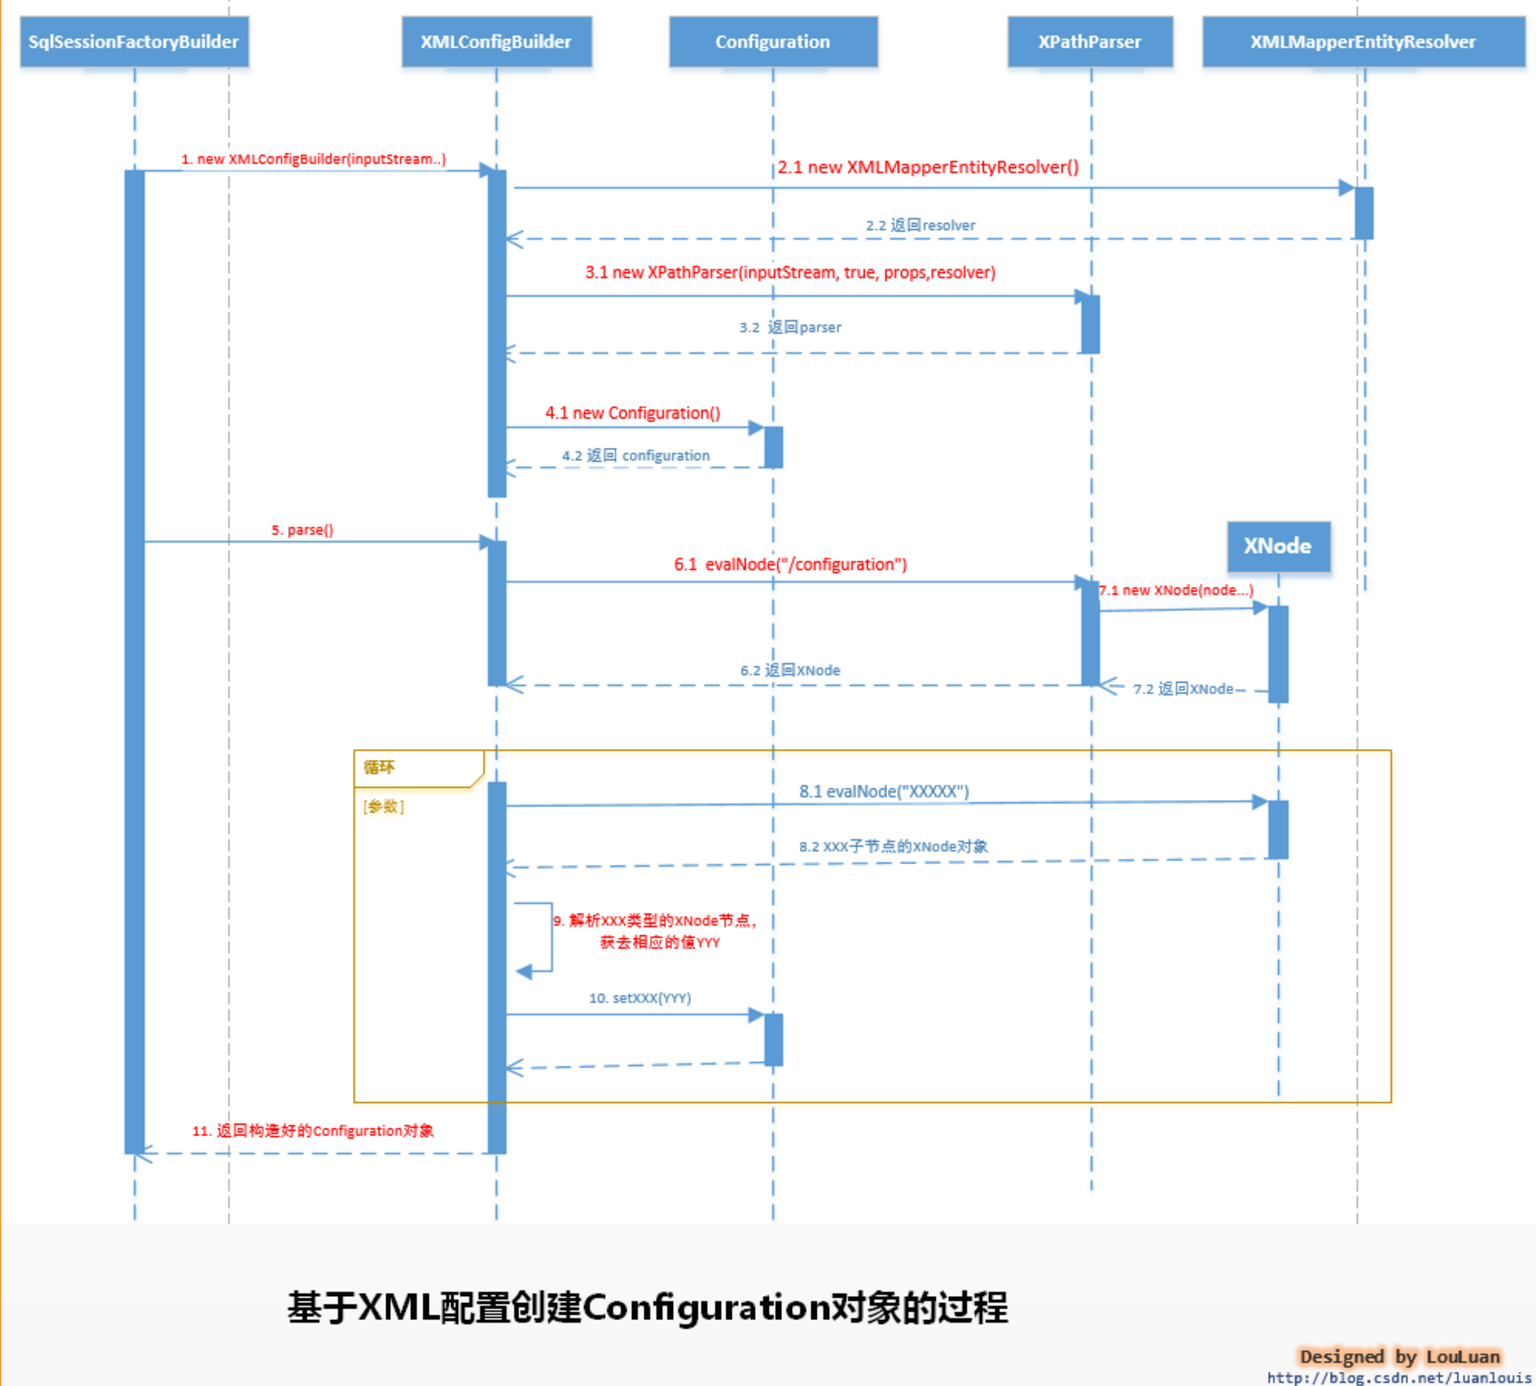 SqlSessionFactoryBuilder
XMLConfigBuilder
Configuration
XPathParser
XMLMapperEntityResolver
1. new XMLConfigBuilder(inputStream..)
2.1 new XMLMapperEntityResolver()
2.2 返回resolver
3.1 new XPathParser(inputStream, true, props,resolver)
3.2 返回parser
4.1 new Configuration()
4.2 返回 configuration
5. parse()
XNode
6.1 evalNode("/configuration")
7.1 new XNode(node...)
6.2 返回XNode
7.2 返回XNode
循环
[参数]
8.1 evalNode("XXXXX")
8.2 XXX子节点的XNode对象
9. 解析XXX类型的XNode节点，
获去相应的值YYY
10. setXXX(YYY)
11. 返回构造好的Configuration对象
基于XML配置创建Configuration对象的过程
Designed by LouLuan
http://blog.csdn.net/luanlouis